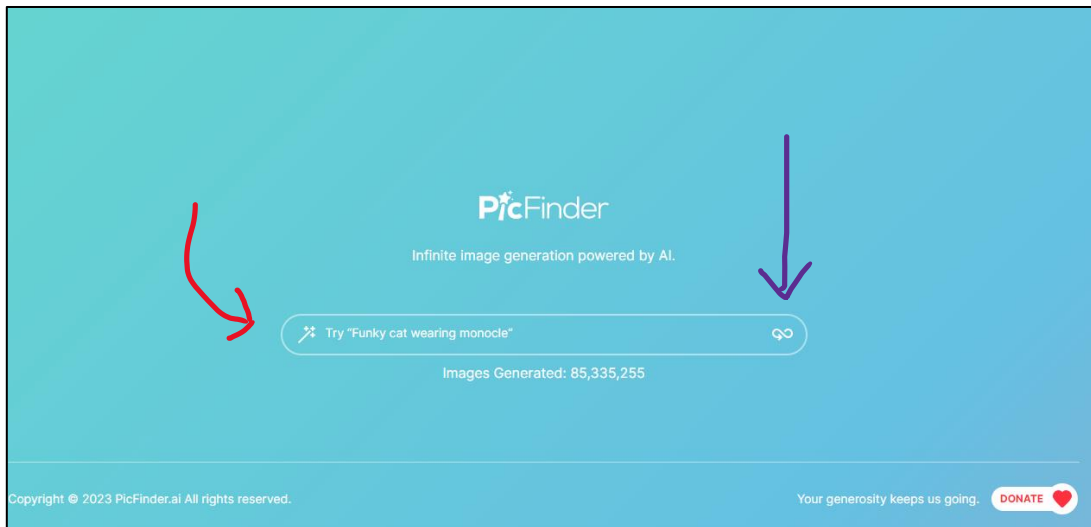 PicFinder
Infinite image generation powered by AI.
Try "Funky cat wearing monocle"
Images Generated: 85,335,255
Copyright © 2023 PicFinder.ai All rights reserved.
Your generosity keeps us going.
DONATE